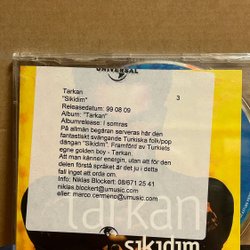 UNIVERSAL
Tarkan
"Sikidim" 3
Releasedatum: 99 08 09
Album: "Tarkan"
Albumrelease: I somras
På allmän begäran serveras här den
fantastiskt svängande Turkiska folk/pop
dängan "Sikidim". Framförd av Turkiets
egne golden boy - Tarkan.
Att man känner energin, utan att för den
delen förstå språket är det ju i detta
fall inget att orda om.
Info: Niklas Blockert: 08/671 25 41
niklas.blockert@umusic.com
eller: marco.cermeno@umusic.com
tarkan
sıkıdım